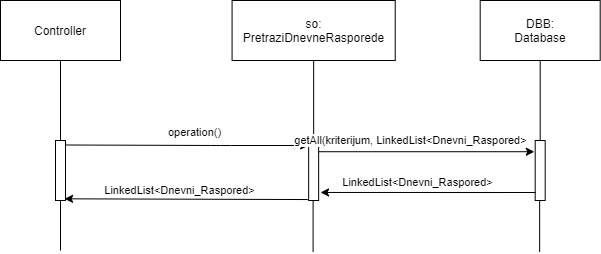 Controller
so:
PretraziDnevneRasporede
DBB:
Database
operation()
getAll(kriterijum, LinkedList<Dnevni_Raspored>
LinkedList<Dnevni_Raspored>
LinkedList<Dnevni_Raspored>